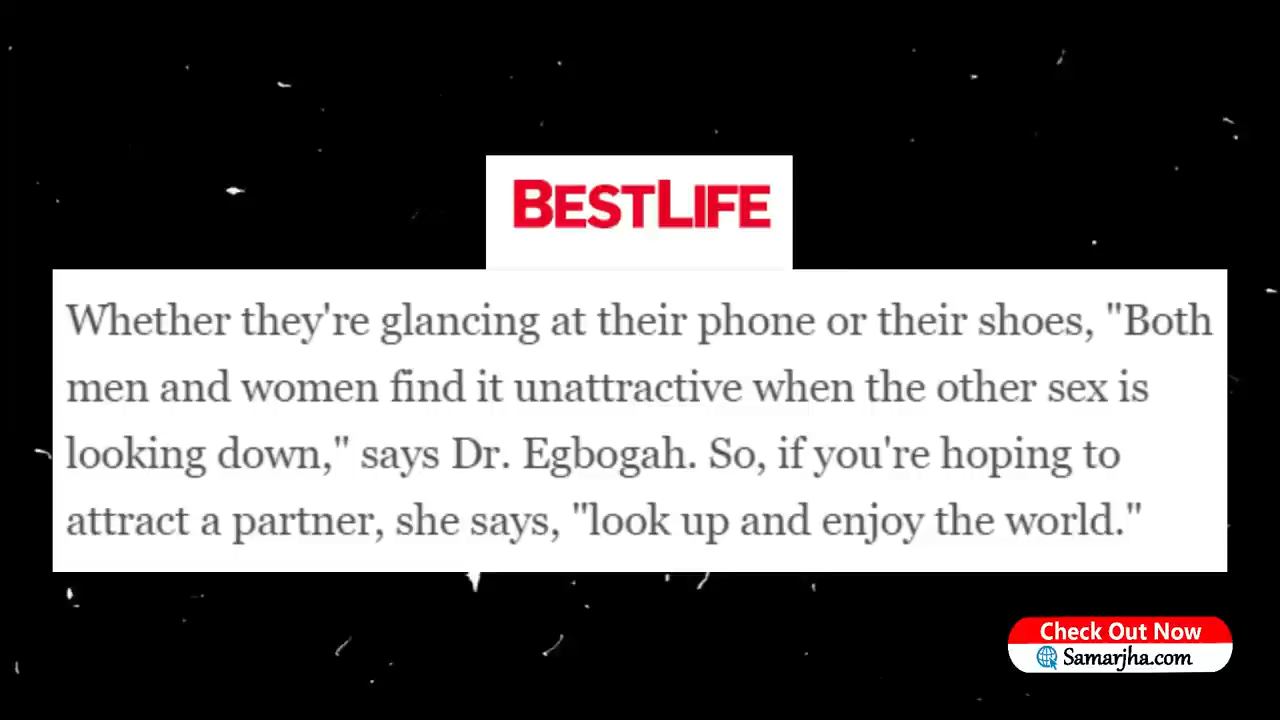 BESTLIFE
Whether they're glancing at their phone or their shoes, "Both
men and women find it unattractive when the other sex is
looking down," says Dr. Egbogah. So, if you're hoping to
attract a partner, she says, "look up and enjoy the world."
Check Out Now
Samarjha.com